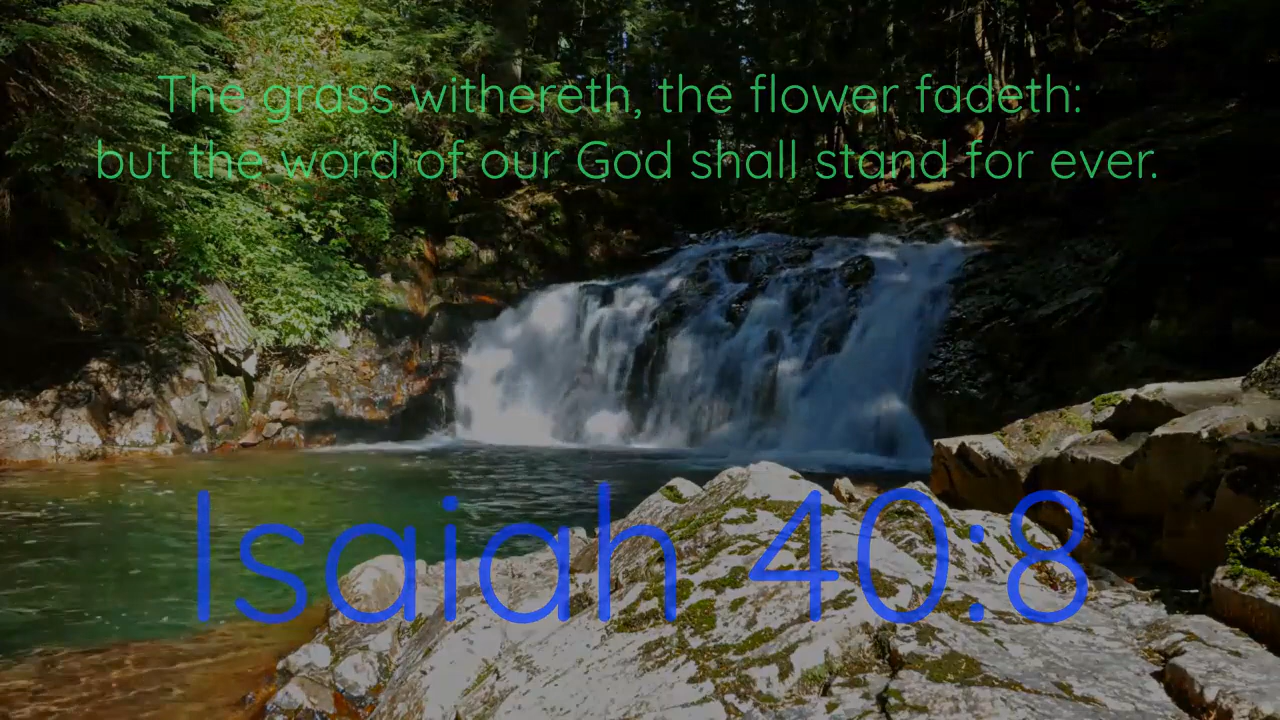 The grass withereth, the flower fadeth:
but the word of our God shall stand for ever.
Isaiah 40:8